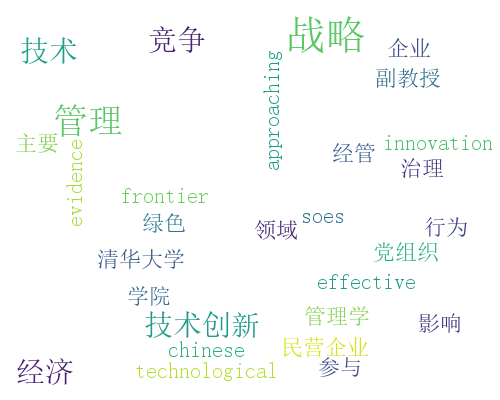 战略
竞争
技术
企业
副教授
approaching
管理
主要
evidence
innovation
经管
治理
frontier
绿色
soes
领域
行为
党组织
清华大学
effective
学院
管理学
技术创新
影响
chinese
民营企业
technological
参与
经济